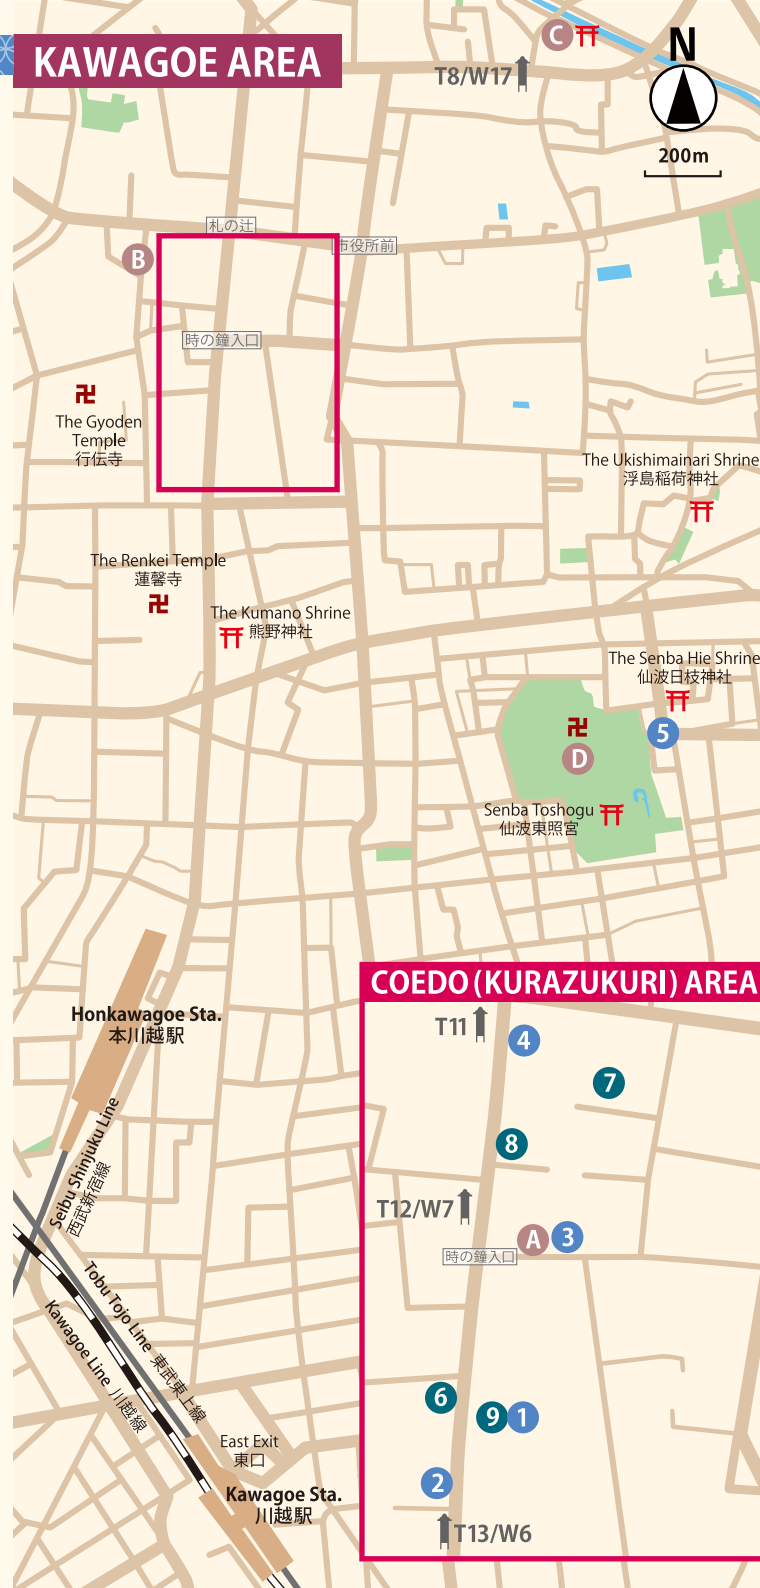 C
KAWAGOE AREA
T8/W17
N
200m
札の辻
市役所前
B
時の鐘入口
The Gyoden
Temple
行伝寺
The Ukishimainari Shrine
浮島稲荷神社
The Renkei Temple
蓮馨寺
The Kumano Shrine
熊野神社
The Senba Hie Shrine
仙波日枝神社
5
D
Senba Toshogu
仙波東照宮
COEDO (KURAZUKURI) AREA
Honkawagoe Sta.
本川越駅
T11
4
7
8
Seibu Shinjuku Line
西武新宿線
T12/W7
A
3
時の鐘入口
Tobu Tojo Line 東武東上線
Kawagoe Line 川越線
6
9
1
East Exit
東口
2
Kawagoe Sta.
川越駅
T13/W6